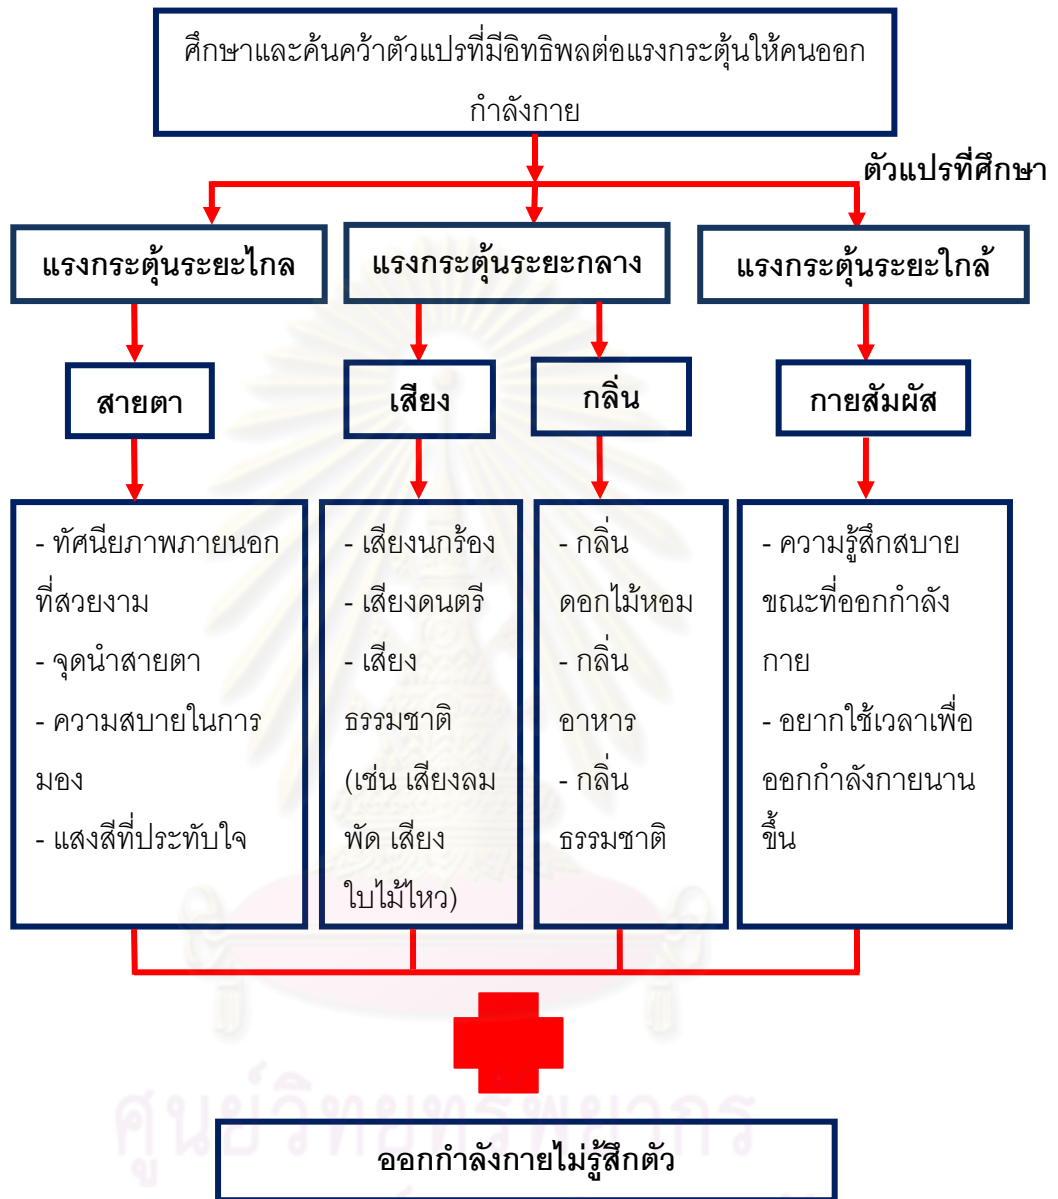 ศึกษาและค้นคว้าตัวแปรที่มีอิทธิพลต่อแรงกระตุ้นให้คนออก
กำลังกาย
ตัวแปรที่ศึกษา
แรงกระตุ้นระยะไกล
แรงกระตุ้นระยะกลาง
แรงกระตุ้นระยะใกล้
สายตา
เสียง
กลิ่น
กายสัมผัส
- ทัศนียภาพภายนอก
ที่สวยงาม
- จุดนำสายตา
- ความสบายในการ
มอง
- แสงสีที่ประทับใจ
- เสียงนกร้อง
- เสียงดนตรี
- เสียง
ธรรมชาติ
(เช่น เสียงลม
พัด เสียง
ใบไม้ไหว)
- กลิ่น
ดอกไม้หอม
- กลิ่น
อาหาร
- กลิ่น
ธรรมชาติ
- ความรู้สึกสบาย
ขณะที่ออกกำลัง
กาย
- อยากใช้เวลาเพื่อ
ออกกำลังกายนาน
ขึ้น
ศูนย์วิทยทรัพยากร
ออกกำลังกายไม่รู้สึกตัว